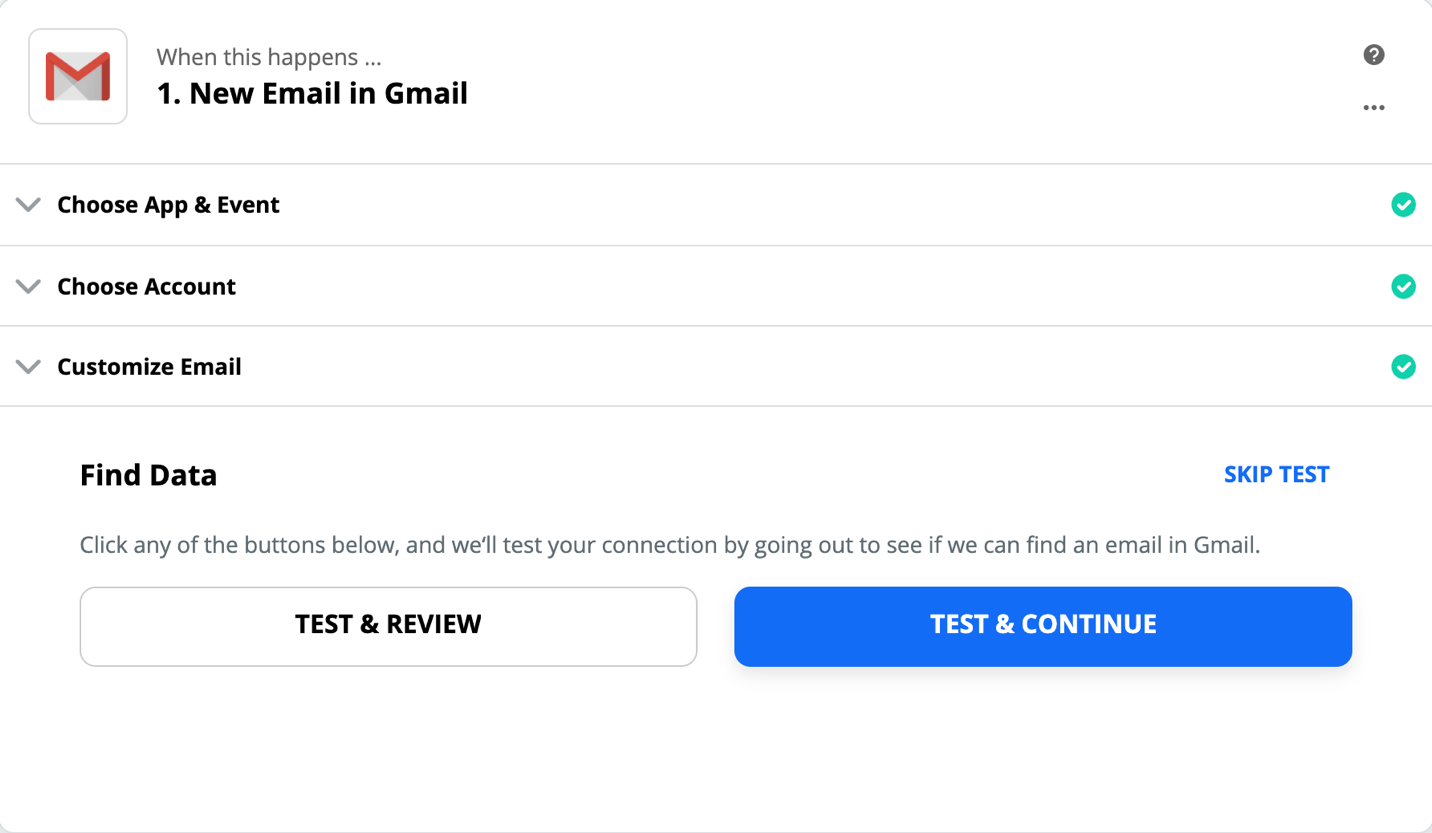 When this happens ...
1. New Email in Gmail
Choose App & Event
Choose Account
Customize Email
Find Data
SKIP TEST
Click any of the buttons below, and we‘ll test your connection by going out to see if we can find an email in Gmail.
TEST & REVIEW
TEST & CONTINUE